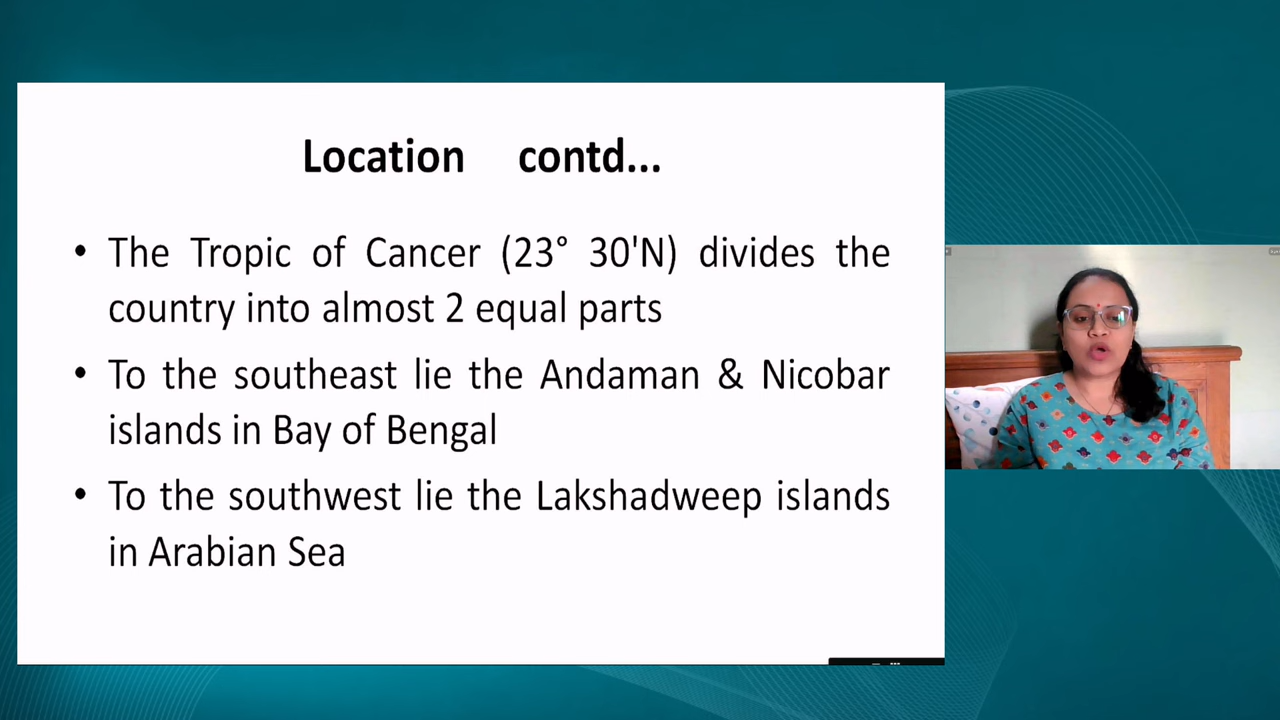 Location contd...
• The Tropic of Cancer (23° 30'N) divides the
country into almost 2 equal parts
• To the southeast lie the Andaman & Nicobar
islands in Bay of Bengal
• To the southwest lie the Lakshadweep islands
in Arabian Sea